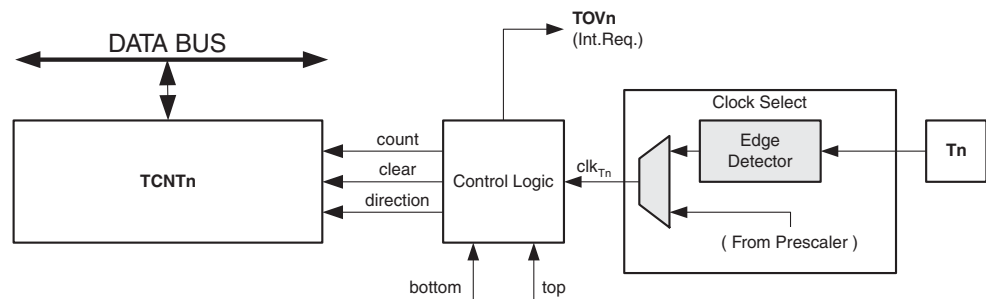 TOVn
(Int.Req.)
DATA BUS
Clock Select
count
Edge
Detector
Tn
TCNTn
clear
Control Logic
clkTn
direction
( From Prescaler )
bottom
top